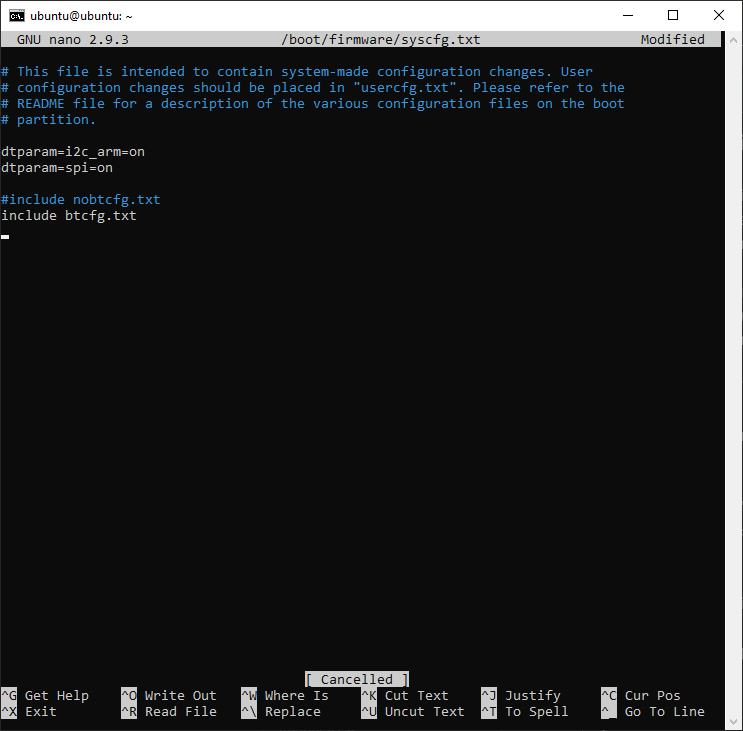 ubuntu@ubuntu: ~
GNU nano 2.9.3 /boot/firmware/syscfg.txt Modified
# This file is intended to contain system-made configuration changes. User
# configuration changes should be placed in "usercfg.txt". Please refer to the
# README file for a description of the various configuration files on the boot
# partition.
dtparam=i2c_arm=on
dtparam=spi=on
#include nobtcfg.txt
include btcfg.txt
[ Cancelled ]
^G Get Help ^O Write Out ^W Where Is ^K Cut Text ^J Justify ^C Cur Pos
^X Exit ^R Read File ^\ Replace ^U Uncut Text ^T To Spell ^_ Go To Line